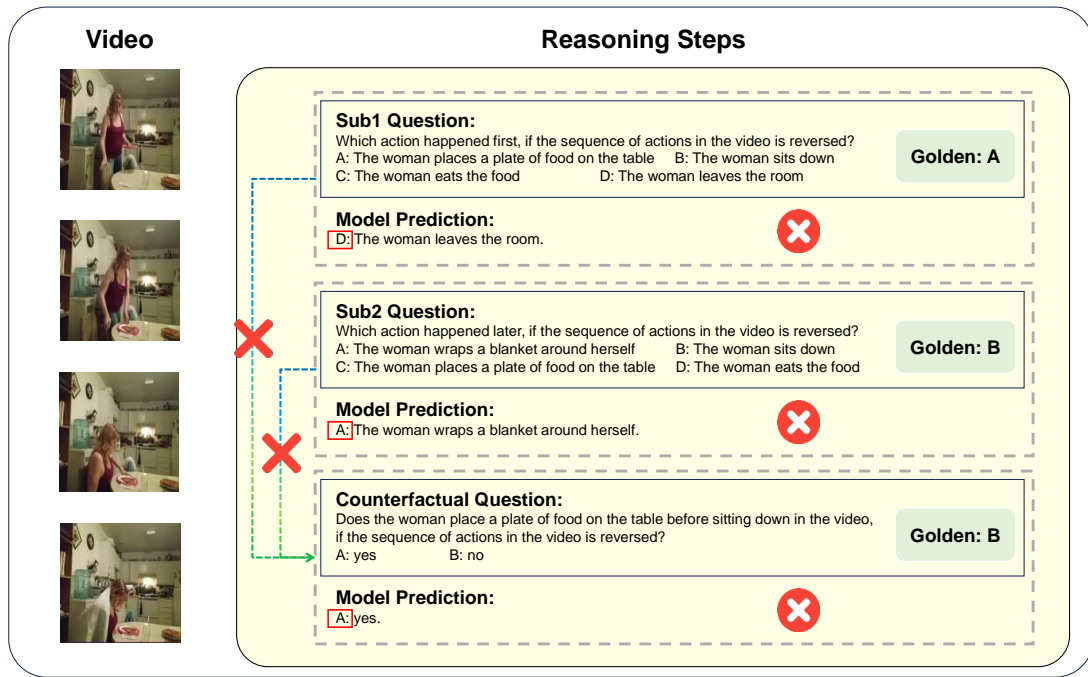 Video
Reasoning Steps
Sub1 Question:
Which action happened first, if the sequence of actions in the video is reversed?
A: The woman places a plate of food on the table B: The woman sits down
C: The woman eats the food D: The woman leaves the room
Golden: A
Model Prediction:
D: The woman leaves the room.
Sub2 Question:
Which action happened later, if the sequence of actions in the video is reversed?
A: The woman wraps a blanket around herself B: The woman sits down
C: The woman places a plate of food on the table D: The woman eats the food
Golden: B
Model Prediction:
A: The woman wraps a blanket around herself.
Counterfactual Question:
Does the woman place a plate of food on the table before sitting down in the video,
if the sequence of actions in the video is reversed?
A: yes B: no
Golden: B
Model Prediction:
A: yes.